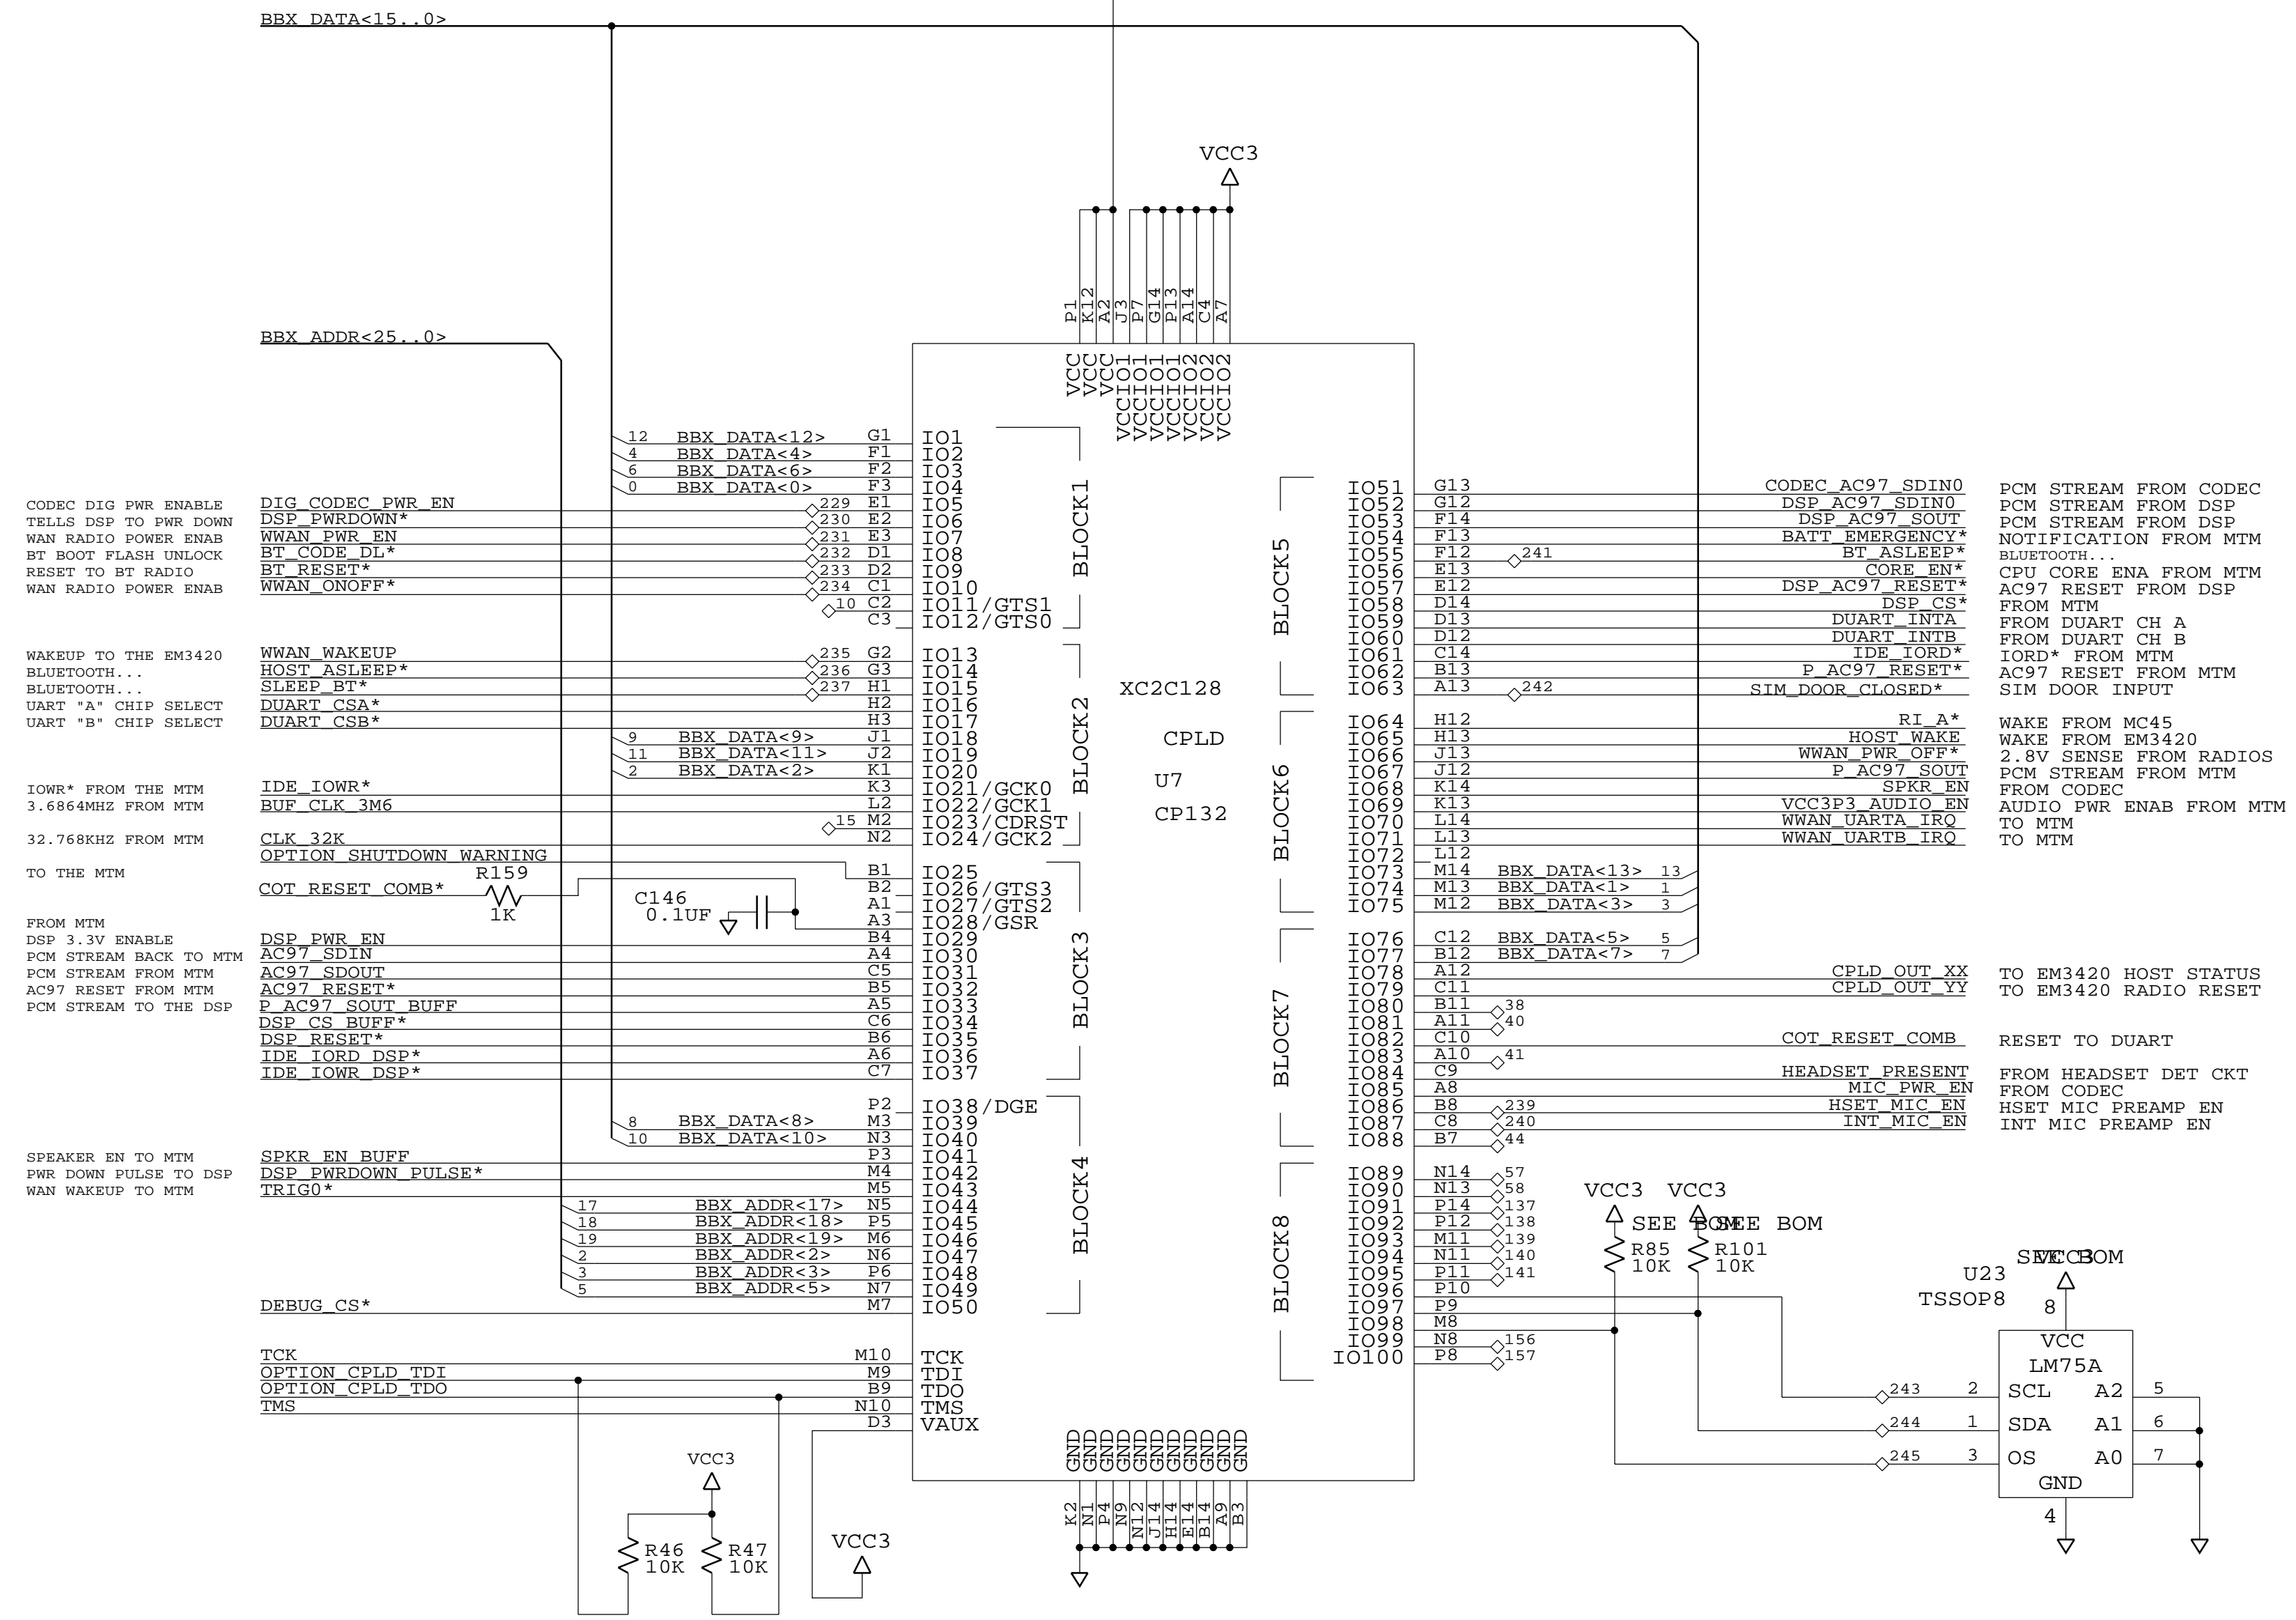 BBX_DATA<15..0>
VCC3
P1 K12 A2 J3 P7 G14 P13 A14 C4 A7
BBX_ADDR<25..0>
VCC VCC VCC VCCIO1 VCCIO1 VCCIO1 VCCIO1 VCCIO2 VCCIO2 VCCIO2
12 BBX_DATA<12> G1 IO1
4 BBX_DATA<4> F1 IO2
6 BBX_DATA<6> F2 IO3
0 BBX_DATA<0> F3 IO4
CODEC DIG PWR ENABLE DIG_CODEC_PWR_EN 229 E1 IO5
TELLS DSP TO PWR DOWN DSP_PWRDOWN* 230 E2 IO6
WAN RADIO POWER ENAB WWAN_PWR_EN 231 E3 IO7
BT BOOT FLASH UNLOCK BT_CODE_DL* 232 D1 IO8
RESET TO BT RADIO BT_RESET* 233 D2 IO9
WAN RADIO POWER ENAB WWAN_ONOFF* 234 C1 IO10
10 C2 IO11/GTS1
C3 IO12/GTS0
BLOCK1
WAKEUP TO THE EM3420 WWAN_WAKEUP 235 G2 IO13
BLUETOOTH... HOST_ASLEEP* 236 G3 IO14
BLUETOOTH... SLEEP_BT* 237 H1 IO15
UART "A" CHIP SELECT DUART_CSA* H2 IO16
UART "B" CHIP SELECT DUART_CSB* H3 IO17
9 BBX_DATA<9> J1 IO18
11 BBX_DATA<11> J2 IO19
2 BBX_DATA<2> K1 IO20
IOWR* FROM THE MTM IDE_IOWR* K3 IO21/GCK0
3.6864MHZ FROM MTM BUF_CLK_3M6 L2 IO22/GCK1
15 M2 IO23/CDRST
32.768KHZ FROM MTM CLK_32K N2 IO24/GCK2
BLOCK2
OPTION_SHUTDOWN_WARNING
TO THE MTM B1 IO25
R159
COT_RESET_COMB* B2 IO26/GTS3
1K
C146
0.1UF
A1 IO27/GTS2
FROM MTM A3 IO28/GSR
DSP 3.3V ENABLE DSP_PWR_EN B4 IO29
PCM STREAM BACK TO MTM AC97_SDIN A4 IO30
PCM STREAM FROM MTM AC97_SDOUT C5 IO31
AC97 RESET FROM MTM AC97_RESET* B5 IO32
PCM STREAM TO THE DSP P_AC97_SOUT_BUFF A5 IO33
DSP_CS_BUFF* C6 IO34
DSP_RESET* B6 IO35
IDE_IORD_DSP* A6 IO36
IDE_IOWR_DSP* C7 IO37
BLOCK3
P2 IO38/DGE
8 BBX_DATA<8> M3 IO39
10 BBX_DATA<10> N3 IO40
SPEAKER EN TO MTM SPKR_EN_BUFF P3 IO41
PWR DOWN PULSE TO DSP DSP_PWRDOWN_PULSE* M4 IO42
WAN WAKEUP TO MTM TRIG0* M5 IO43
17 BBX_ADDR<17> N5 IO44
18 BBX_ADDR<18> P5 IO45
19 BBX_ADDR<19> M6 IO46
2 BBX_ADDR<2> N6 IO47
3 BBX_ADDR<3> P6 IO48
5 BBX_ADDR<5> N7 IO49
DEBUG_CS* M7 IO50
BLOCK4
TCK M10 TCK
OPTION_CPLD_TDI M9 TDI
OPTION_CPLD_TDO B9 TDO
TMS N10 TMS
D3 VAUX
XC2C128
CPLD
U7
CP132
IO51 G13 CODEC_AC97_SDIN0 PCM STREAM FROM CODEC
IO52 G12 DSP_AC97_SDIN0 PCM STREAM FROM DSP
IO53 F14 DSP_AC97_SOUT PCM STREAM FROM DSP
IO54 F13 BATT_EMERGENCY* NOTIFICATION FROM MTM
IO55 F12 241 BT_ASLEEP* BLUETOOTH...
IO56 E13 CORE_EN* CPU CORE ENA FROM MTM
IO57 E12 DSP_AC97_RESET* AC97 RESET FROM DSP
IO58 D14 DSP_CS* FROM MTM
IO59 D13 DUART_INTA FROM DUART CH A
IO60 D12 DUART_INTB FROM DUART CH B
IO61 C14 IDE_IORD* IORD* FROM MTM
IO62 B13 P_AC97_RESET* AC97 RESET FROM MTM
IO63 A13 242 SIM_DOOR_CLOSED* SIM DOOR INPUT
BLOCK5
IO64 H12 RI_A* WAKE FROM MC45
IO65 H13 HOST_WAKE WAKE FROM EM3420
IO66 J13 WWAN_PWR_OFF* 2.8V SENSE FROM RADIOS
IO67 J12 P_AC97_SOUT PCM STREAM FROM MTM
IO68 K14 SPKR_EN FROM CODEC
IO69 K13 VCC3P3_AUDIO_EN AUDIO PWR ENAB FROM MTM
IO70 L14 WWAN_UARTA_IRQ TO MTM
IO71 L13 WWAN_UARTB_IRQ TO MTM
IO72 L12
IO73 M14 BBX_DATA<13> 13
IO74 M13 BBX_DATA<1> 1
IO75 M12 BBX_DATA<3> 3
BLOCK6
IO76 C12 BBX_DATA<5> 5
IO77 B12 BBX_DATA<7> 7
IO78 A12 CPLD_OUT_XX TO EM3420 HOST STATUS
IO79 C11 CPLD_OUT_YY TO EM3420 RADIO RESET
IO80 B11 38
IO81 A11 40
IO82 C10 COT_RESET_COMB RESET TO DUART
IO83 A10 41
IO84 C9 HEADSET_PRESENT FROM HEADSET DET CKT
IO85 A8 MIC_PWR_EN FROM CODEC
IO86 B8 239 HSET_MIC_EN HSET MIC PREAMP EN
IO87 C8 240 INT_MIC_EN INT MIC PREAMP EN
IO88 B7 44
BLOCK7
IO89 N14 57
IO90 N13 58
IO91 P14 137
IO92 P12 138
IO93 M11 139
IO94 N11 140
IO95 P11 141
IO96 P10
IO97 P9
IO98 M8
IO99 N8 156
IO100 P8 157
BLOCK8
VCC3 VCC3
SEE BOM SEE BOM
R85 R101
10K 10K
SEE BOM VCC3
U23
TSSOP8
8
VCC
LM75A
243 2 SCL A2 5
244 1 SDA A1 6
245 3 OS A0 7
GND
4
GND GND GND GND GND GND GND GND GND GND GND
K2 N1 P4 N9 N12 J14 H14 E14 B14 A9 B3
VCC3
R46 R47
10K 10K
VCC3